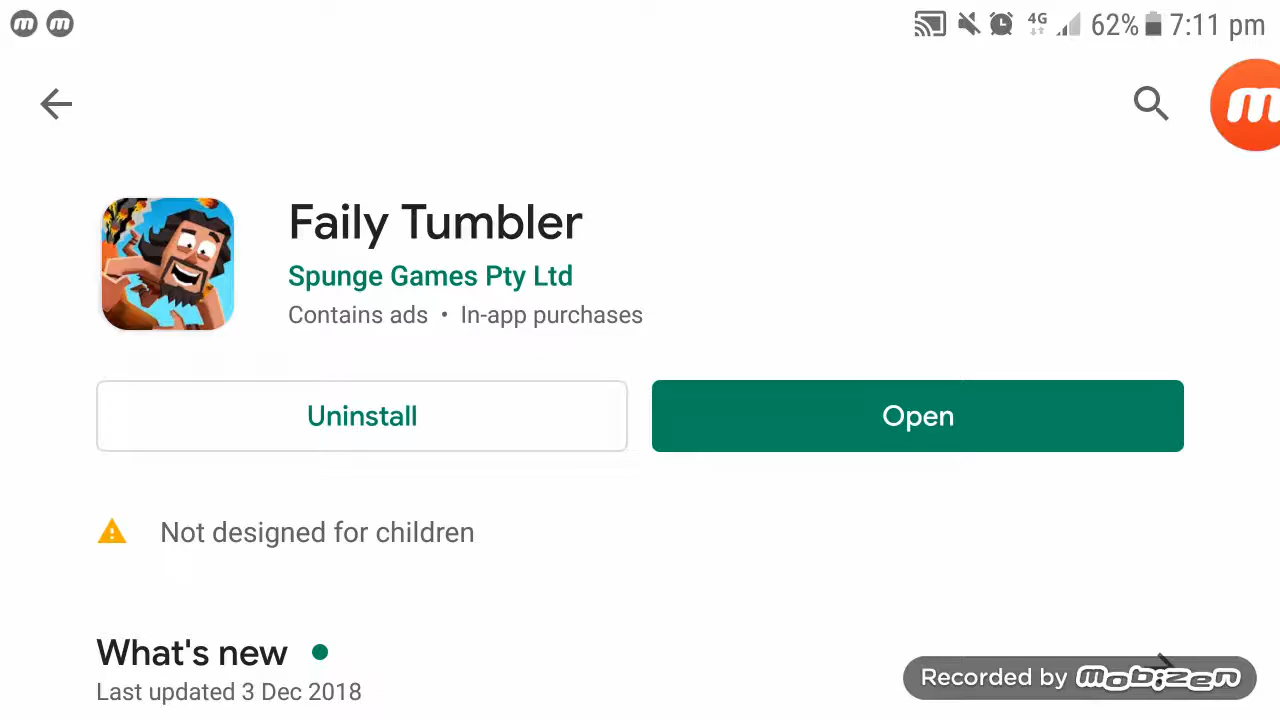 m m 4G 62% 7:11 pm
m
Faily Tumbler
Spunge Games Pty Ltd
Contains ads • In-app purchases
Uninstall Open
Not designed for children
What's new
Last updated 3 Dec 2018
Recorded by mobizen